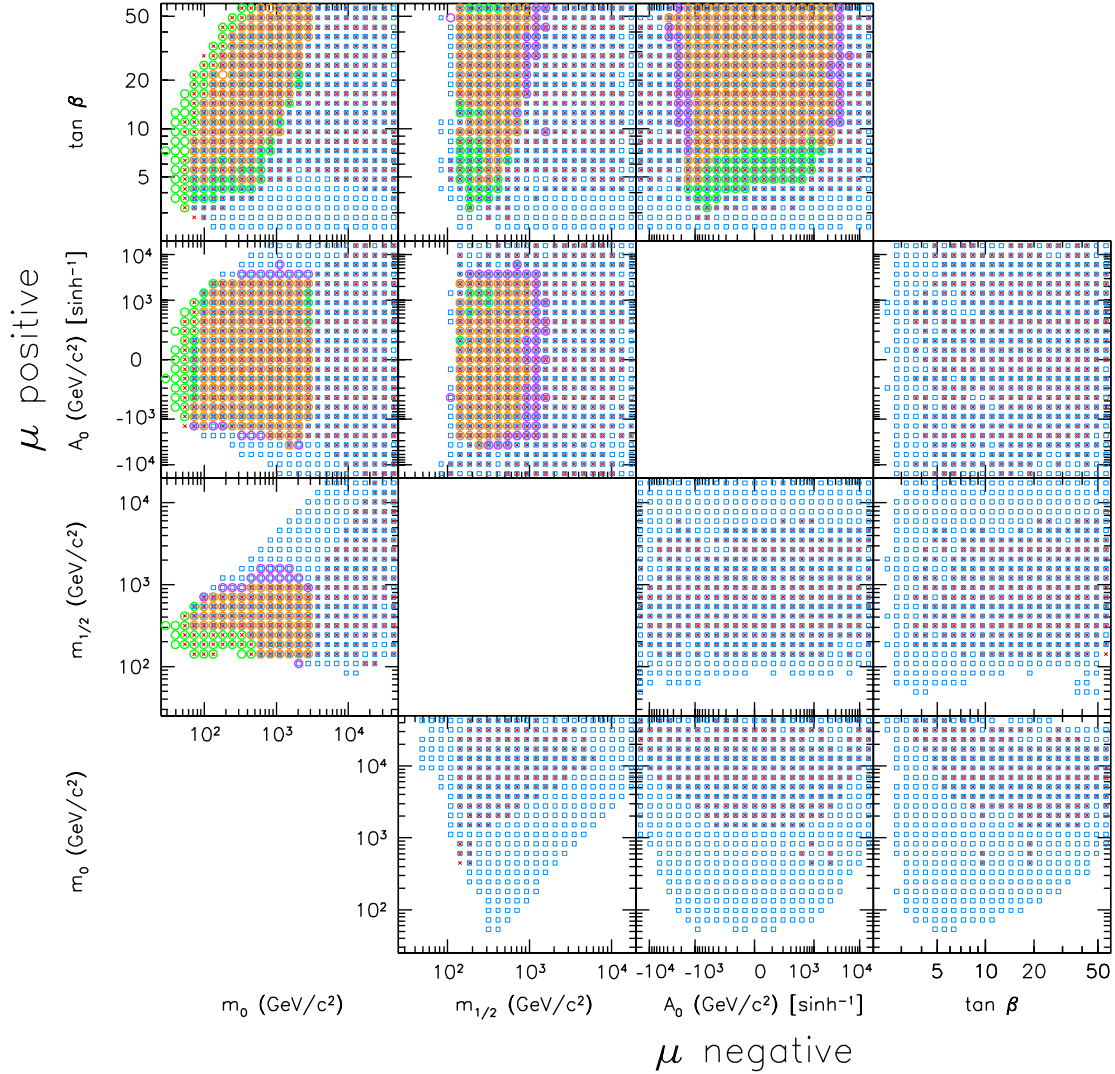 50
20
10
5
tan β
10⁴
10³
0
-10³
-10⁴
A₀ (GeV/c²) [sinh⁻¹]
μ positive
10⁴
10³
10²
m₁/₂ (GeV/c²)
10² 10³ 10⁴
10⁴
10³
10²
m₀ (GeV/c²)
10² 10³ 10⁴ -10⁴ -10³ 0 10³ 10⁴ 5 10 20 50
m₀ (GeV/c²) m₁/₂ (GeV/c²) A₀ (GeV/c²) [sinh⁻¹] tan β
μ negative